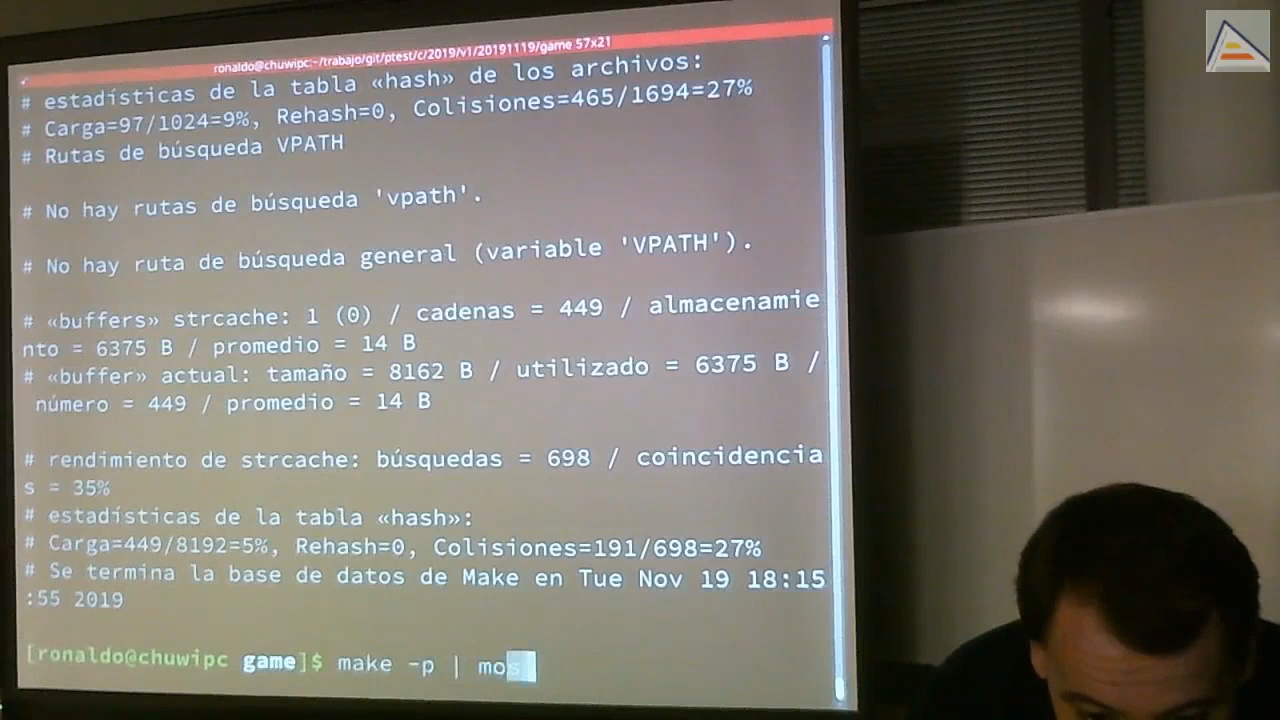 ronaldo@chuwipc:~/trabajo/git/ptest/c/2019/v1/20191119/game 57x21
# estadísticas de la tabla «hash» de los archivos:
# Carga=97/1024=9%, Rehash=0, Colisiones=465/1694=27%
# Rutas de búsqueda VPATH
# No hay rutas de búsqueda 'vpath'.
# No hay ruta de búsqueda general (variable 'VPATH').
# «buffers» strcache: 1 (0) / cadenas = 449 / almacenamie
nto = 6375 B / promedio = 14 B
# «buffer» actual: tamaño = 8162 B / utilizado = 6375 B /
número = 449 / promedio = 14 B
# rendimiento de strcache: búsquedas = 698 / coincidencia
s = 35%
# estadísticas de la tabla «hash»:
# Carga=449/8192=5%, Rehash=0, Colisiones=191/698=27%
# Se termina la base de datos de Make en Tue Nov 19 18:15
:55 2019
[ronaldo@chuwipc game]$ make -p | mos